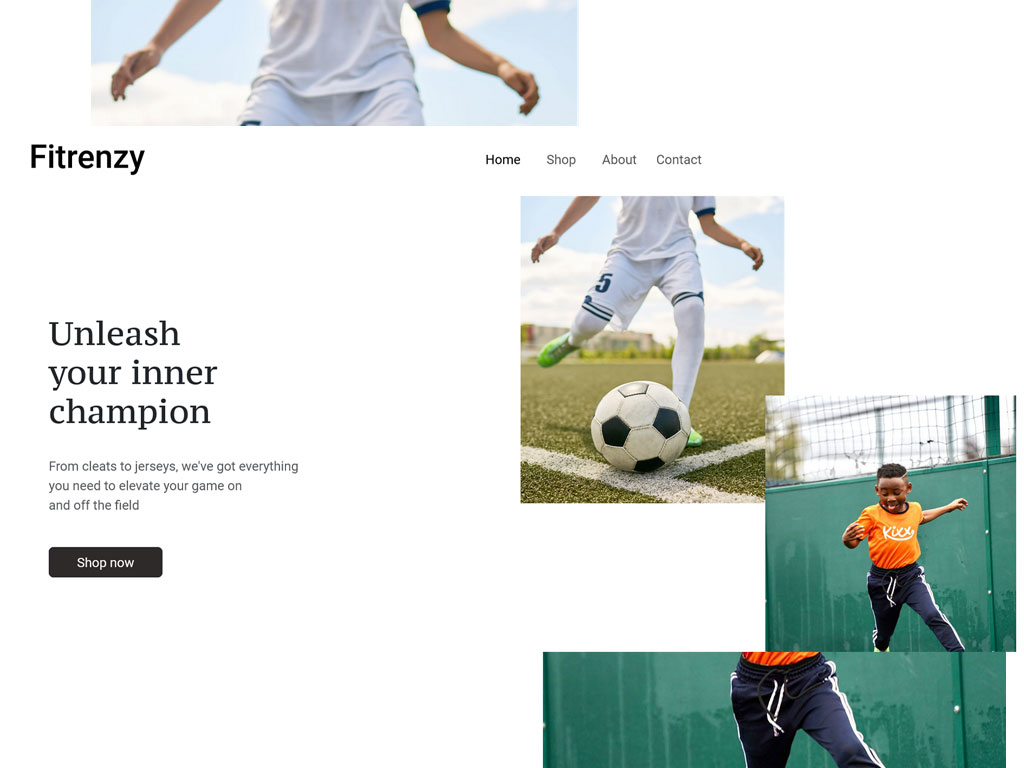 Fitrenzy
Home Shop About Contact
5
Unleash
your inner
champion
Kixx
From cleats to jerseys, we've got everything
you need to elevate your game on
and off the field
Shop now